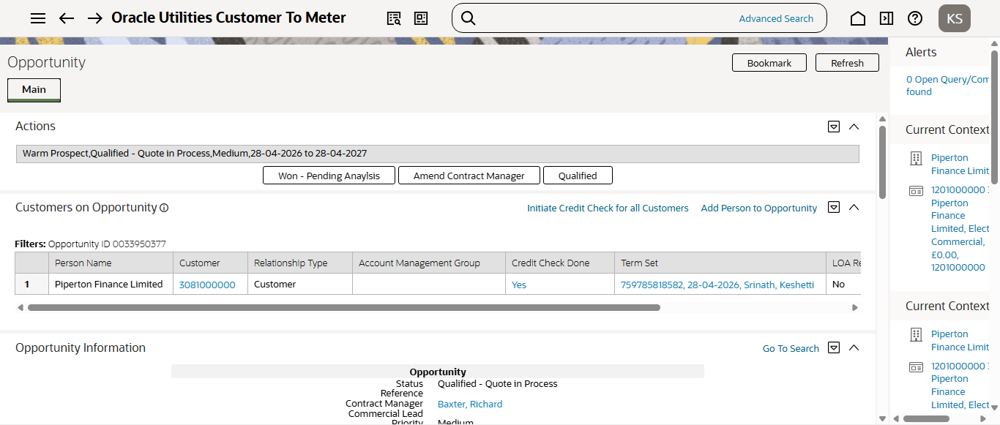 Oracle Utilities Customer To Meter
Advanced Search
KS
Opportunity
Bookmark
Refresh
Main
Actions
Warm Prospect,Qualified - Quote in Process,Medium,28-04-2026 to 28-04-2027
Won - Pending Anaylsis
Amend Contract Manager
Qualified
Customers on Opportunity
Initiate Credit Check for all Customers
Add Person to Opportunity
Filters: Opportunity ID 0033950377
Person Name Customer Relationship Type Account Management Group Credit Check Done Term Set LOA Re
1 Piperton Finance Limited 3081000000 Customer Yes 759785818582, 28-04-2026, Srinath, Keshetti No
Opportunity Information
Go To Search
Opportunity
Status Qualified - Quote in Process
Reference
Contract Manager Baxter, Richard
Commercial Lead
Priority Medium
Alerts
0 Open Query/Com
found
Current Context
Piperton
Finance Limit
1201000000
Piperton
Finance
Limited, Elect
Commercial,
£0.00,
1201000000
Current Context
Piperton
Finance Limit
1201000000
Piperton
Finance
Limited, Elect